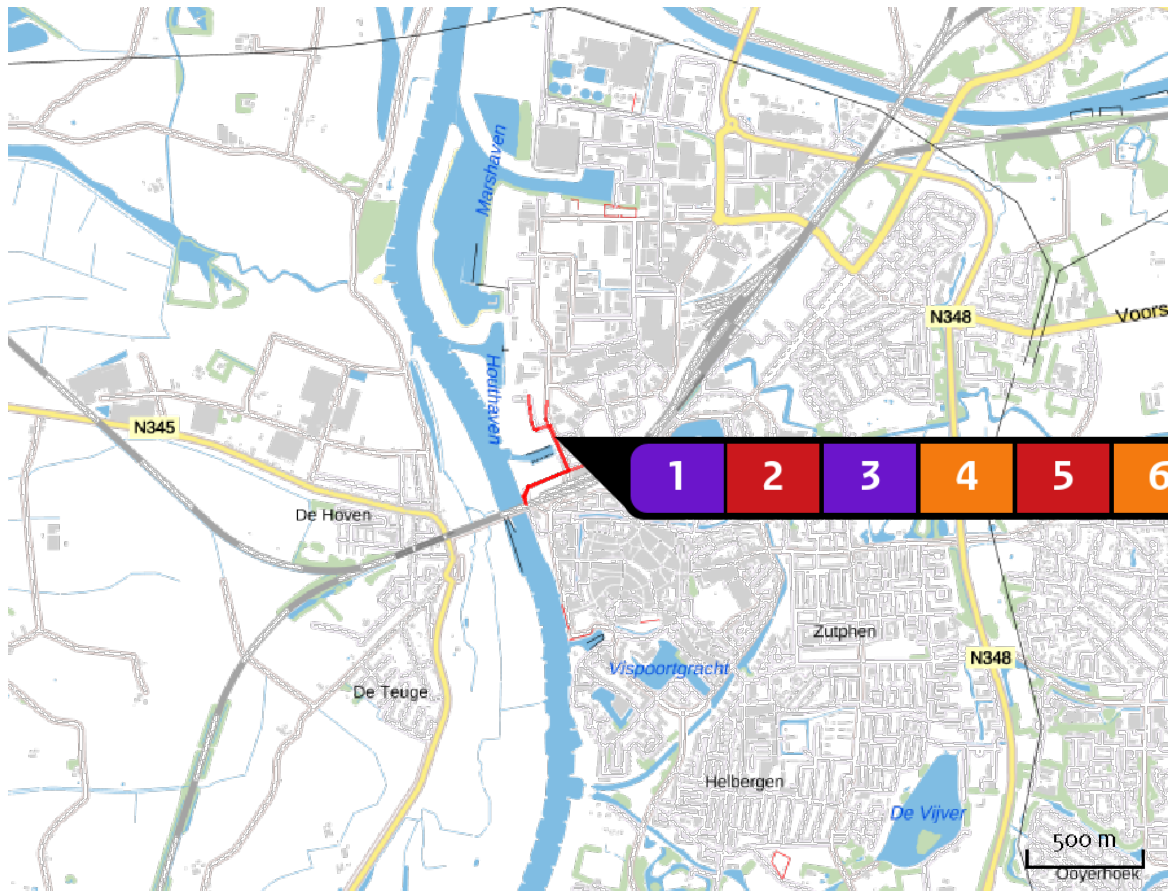 Marshaven
N348
Voors
Houthaven
N345
1 2 3 4 5 6
De Hoven
Zutphen
N348
Vispoortgracht
De Teuge
Helbergen
De Vijver
500 m
Ooyerhoek